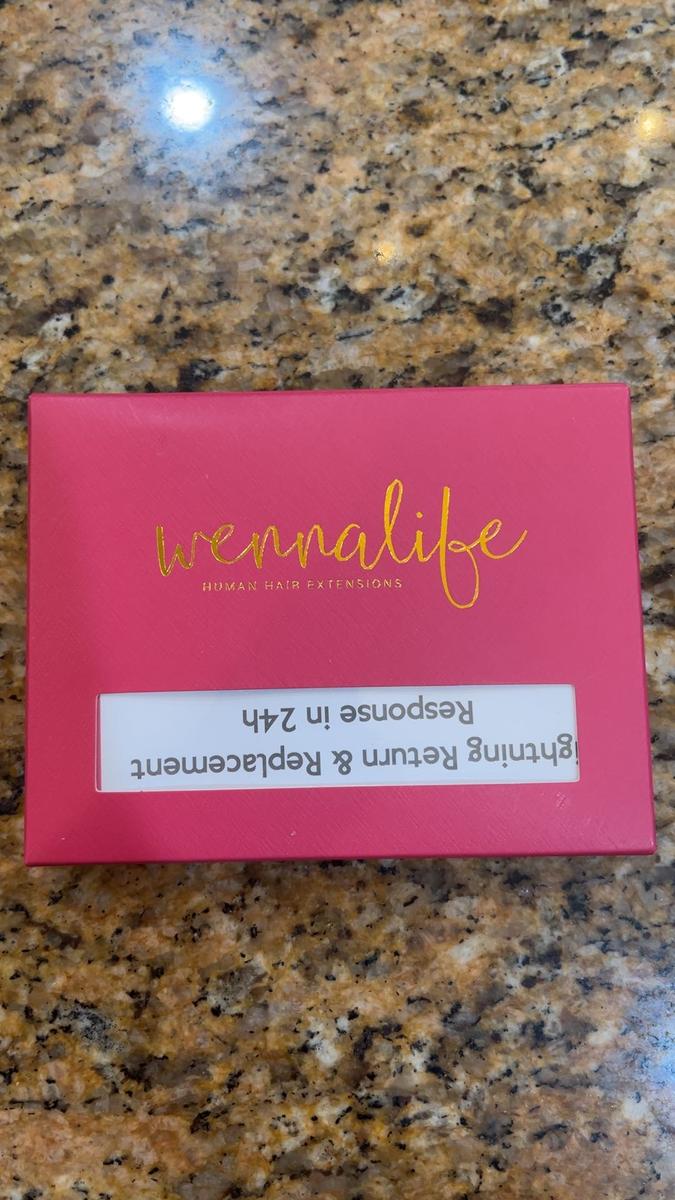 wennalife
HUMAN HAIR EXTENSIONS
ightning Return & Replacement
Response in 24h